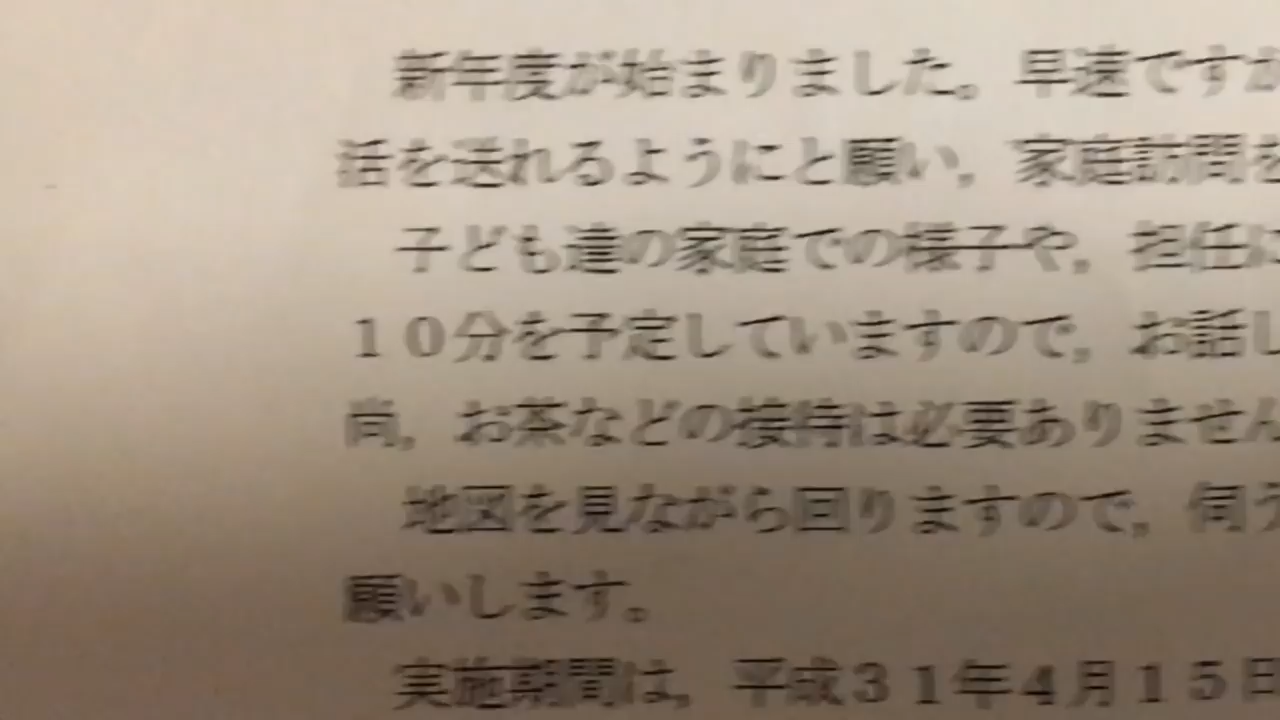 新年度が始まりました。早速ですが
活を送れるようにと願い，家庭訪問を
子ども達の家庭での様子や，担任に
１０分を予定していますので，お話し
尚，お茶などの接待は必要ありません
地図を見ながら回りますので，伺う
願いします。
実施期間は，平成３１年４月１５日